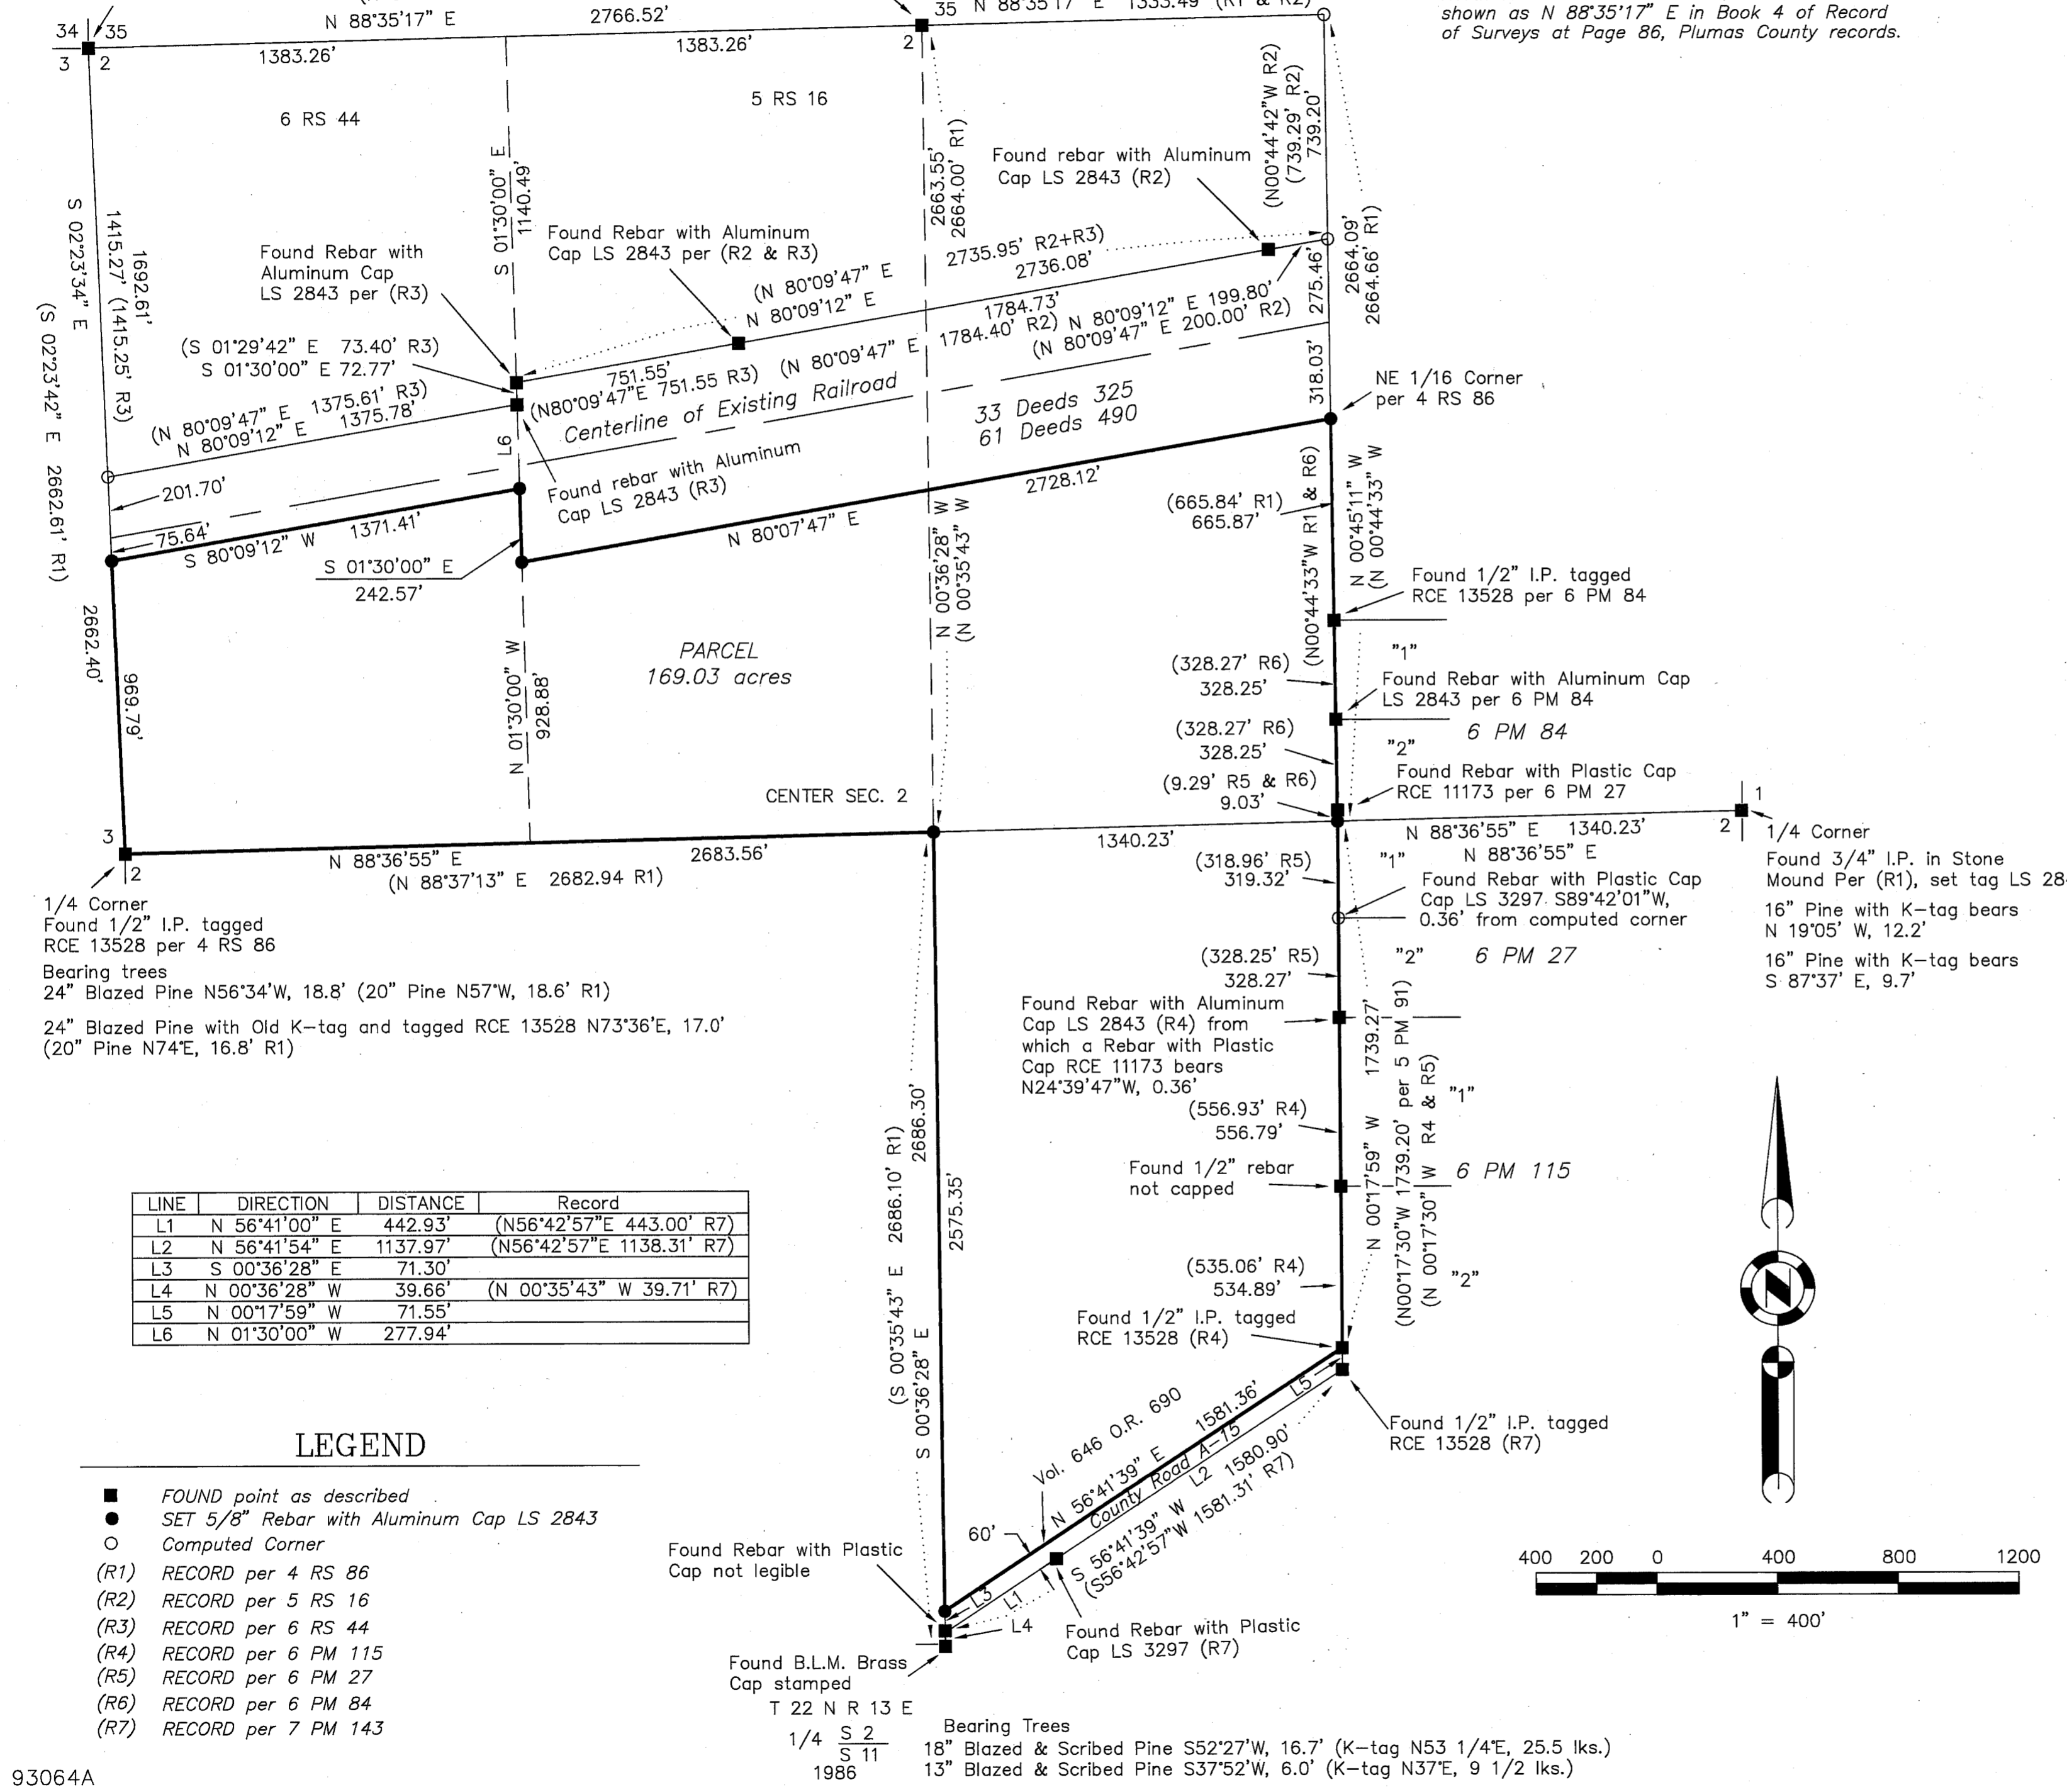 N 88°35'17" E
2766.52'
35
N 88°35'17" E 1333.49' (R1 & R2)
shown as N 88°35'17" E in Book 4 of Record
of Surveys at Page 86, Plumas County records.
34 35
3 2
1383.26'
1383.26'
2
6 RS 44
5 RS 16
S 01°30'00" E
1140.49'
2663.55'
2664.00' R1)
(N00°44'42"W R2)
(739.29' R2)
739.20'
Found rebar with Aluminum
Cap LS 2843 (R2)
2664.09'
2664.66' R1)
S 02°23'34" E
(S 02°23'42" E 2662.61' R1)
1415.27' (1415.25' R3)
1692.61'
Found Rebar with
Aluminum Cap
LS 2843 per (R3)
Found Rebar with Aluminum
Cap LS 2843 per (R2 & R3)
2735.95' R2+R3)
2736.08'
(N 80°09'47" E
N 80°09'12" E
1784.73'
1784.40' R2)
N 80°09'12" E 199.80'
(N 80°09'47" E 200.00' R2)
275.46'
(S 01°29'42" E 73.40' R3)
S 01°30'00" E 72.77'
(N 80°09'47" E 1375.61' R3)
N 80°09'12" E 1375.78'
751.55'
(N80°09'47"E 751.55 R3)
(N 80°09'47" E
Centerline of Existing Railroad
33 Deeds 325
61 Deeds 490
318.03'
NE 1/16 Corner
per 4 RS 86
L6
201.70'
Found rebar with Aluminum
Cap LS 2843 (R3)
75.64'
S 80°09'12" W 1371.41'
S 01°30'00" E
242.57'
N 80°07'47" E
2728.12'
N 00°36'28" W
(N 00°35'43" W
(665.84' R1)
665.87'
(N00°44'33"W R1 & R6)
N 00°45'11" W
(N 00°44'33" W
Found 1/2" I.P. tagged
RCE 13528 per 6 PM 84
2662.40'
969.79'
N 01°30'00" W
928.88'
PARCEL
169.03 acres
"1"
(328.27' R6)
328.25'
Found Rebar with Aluminum Cap
LS 2843 per 6 PM 84
6 PM 84
(328.27' R6)
328.25'
"2"
Found Rebar with Plastic Cap
RCE 11173 per 6 PM 27
(9.29' R5 & R6)
9.03'
CENTER SEC. 2
3
2
N 88°36'55" E
2683.56'
(N 88°37'13" E 2682.94 R1)
1340.23'
N 88°36'55" E 1340.23'
N 88°36'55" E
1
2
1/4 Corner
Found 3/4" I.P. in Stone
Mound Per (R1), set tag LS 28
16" Pine with K-tag bears
N 19°05' W, 12.2'
16" Pine with K-tag bears
S 87°37' E, 9.7'
1/4 Corner
Found 1/2" I.P. tagged
RCE 13528 per 4 RS 86
Bearing trees
24" Blazed Pine N56°34'W, 18.8' (20" Pine N57°W, 18.6' R1)
24" Blazed Pine with Old K-tag and tagged RCE 13528 N73°36'E, 17.0'
(20" Pine N74°E, 16.8' R1)
(318.96' R5)
319.32'
"1"
Found Rebar with Plastic Cap
Cap LS 3297 S89°42'01"W,
0.36' from computed corner
(328.25' R5)
328.27'
"2"
6 PM 27
Found Rebar with Aluminum
Cap LS 2843 (R4) from
which a Rebar with Plastic
Cap RCE 11173 bears
N24°39'47"W, 0.36'
N 00°17'59" W 1739.27'
(N00°17'30"W 1739.20' per 5 PM 91)
(N 00°17'30" W R4 & R5)
(556.93' R4)
556.79'
"1"
Found 1/2" rebar
not capped
6 PM 115
(535.06' R4)
534.89'
"2"
(S 00°35'43" E 2686.10' R1)
S 00°36'28" E
2686.30'
2575.35'
LINE DIRECTION DISTANCE Record
L1 N 56°41'00" E 442.93' (N56°42'57"E 443.00' R7)
L2 N 56°41'54" E 1137.97' (N56°42'57"E 1138.31' R7)
L3 S 00°36'28" E 71.30'
L4 N 00°36'28" W 39.66' (N 00°35'43" W 39.71' R7)
L5 N 00°17'59" W 71.55'
L6 N 01°30'00" W 277.94'
Found 1/2" I.P. tagged
RCE 13528 (R4)
Found 1/2" I.P. tagged
RCE 13528 (R7)
Vol. 646 O.R. 690
N 56°41'39" E 1581.36'
County Road A-15
L5
L2
S 56°41'39" W 1580.90'
(S56°42'57"W 1581.31' R7)
60'
L3
L1
L4
Found Rebar with Plastic
Cap not legible
Found Rebar with Plastic
Cap LS 3297 (R7)
Found B.L.M. Brass
Cap stamped
T 22 N R 13 E
1/4 S 2
S 11
1986
Bearing Trees
18" Blazed & Scribed Pine S52°27'W, 16.7' (K-tag N53 1/4°E, 25.5 lks.)
13" Blazed & Scribed Pine S37°52'W, 6.0' (K-tag N37°E, 9 1/2 lks.)
N
400 200 0 400 800 1200
1" = 400'
LEGEND
FOUND point as described
SET 5/8" Rebar with Aluminum Cap LS 2843
Computed Corner
(R1) RECORD per 4 RS 86
(R2) RECORD per 5 RS 16
(R3) RECORD per 6 RS 44
(R4) RECORD per 6 PM 115
(R5) RECORD per 6 PM 27
(R6) RECORD per 6 PM 84
(R7) RECORD per 7 PM 143
93064A